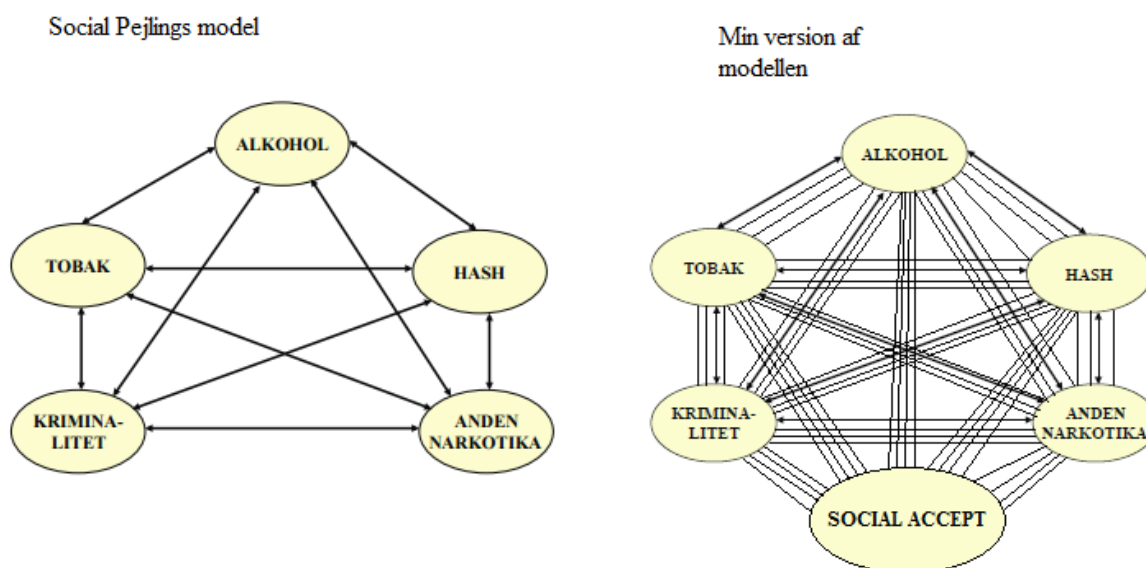 Social Pejlings model
ALKOHOL
TOBAK
HASH
KRIMINA-
LITET
ANDEN
NARKOTIKA
Min version af
modellen
ALKOHOL
TOBAK
HASH
KRIMINA-
LITET
ANDEN
NARKOTIKA
SOCIAL ACCEPT